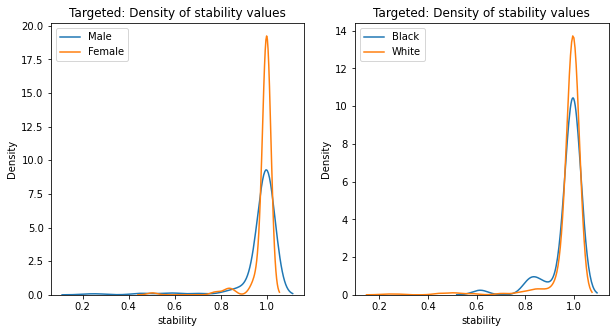 Targeted: Density of stability values
Male
Female
Density
20.0
17.5
15.0
12.5
10.0
7.5
5.0
2.5
0.0
0.2 0.4 0.6 0.8 1.0
stability
Targeted: Density of stability values
Black
White
Density
14
12
10
8
6
4
2
0
0.2 0.4 0.6 0.8 1.0
stability